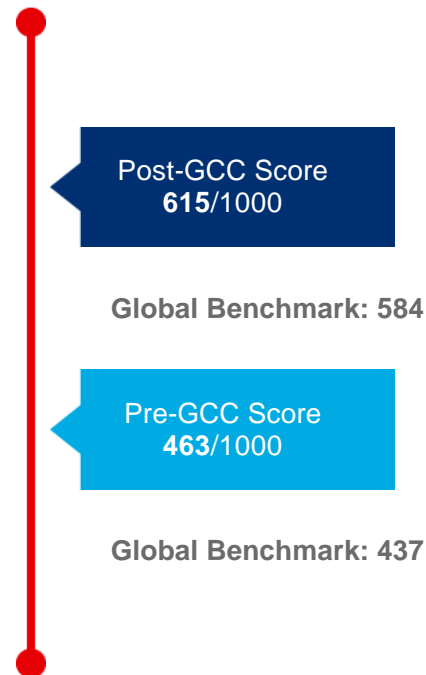 Post-GCC Score
615/1000
Global Benchmark: 584
Pre-GCC Score
463/1000
Global Benchmark: 437